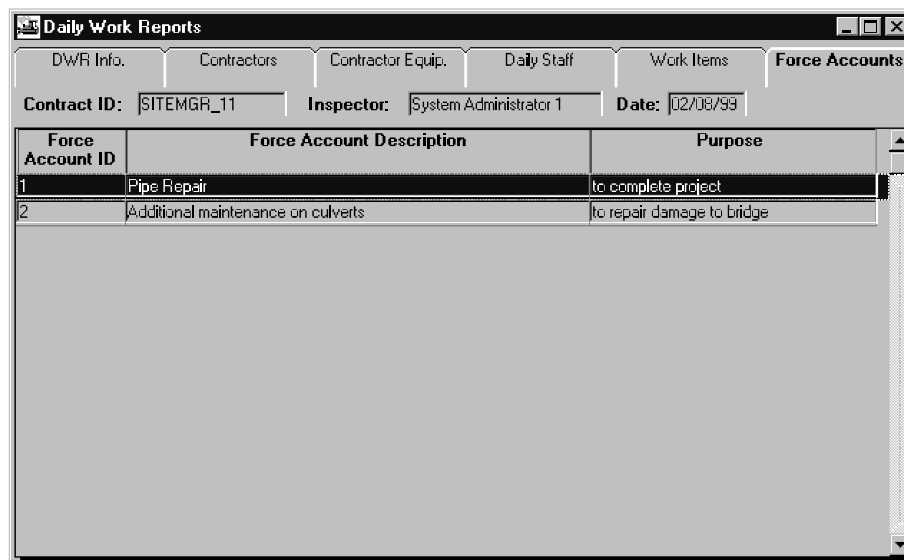 Daily Work Reports
DWR Info. Contractors Contractor Equip. Daily Staff Work Items Force Accounts
Contract ID: SITEMGR_11 Inspector: System Administrator 1 Date: 02/08/99
Force Account ID Force Account Description Purpose
1 Pipe Repair to complete project
2 Additional maintenance on culverts to repair damage to bridge